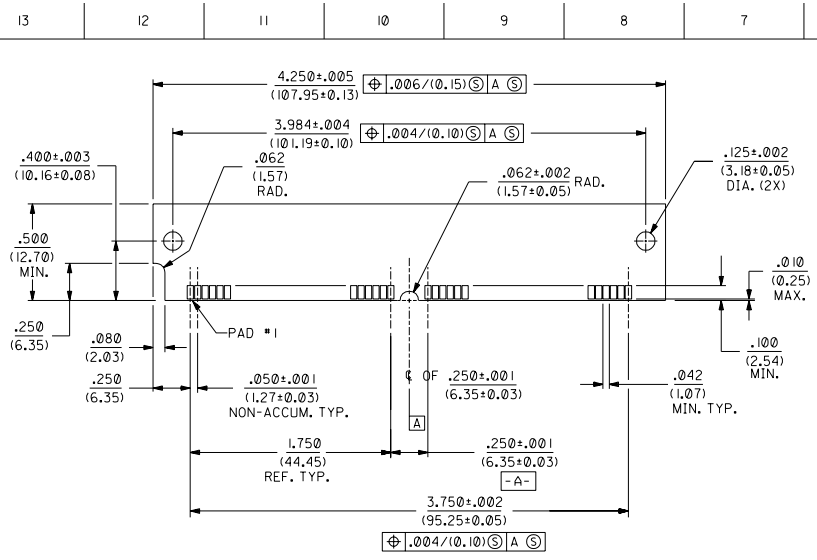 13 12 11 10 9 8 7
4.250±.005
(107.95±0.13)
⌖ .006/(0.15)Ⓢ A Ⓢ
3.984±.004
(101.19±0.10)
⌖ .004/(0.10)Ⓢ A Ⓢ
.400±.003
(10.16±0.08)
.062
(1.57)
RAD.
.062±.002
(1.57±0.05)
RAD.
.125±.002
(3.18±0.05)
DIA. (2X)
.500
(12.70)
MIN.
.010
(0.25)
MAX.
.250
(6.35)
PAD #1
.080
(2.03)
.100
(2.54)
MIN.
.250
(6.35)
.050±.001
(1.27±0.03)
NON-ACCUM. TYP.
℄ OF .250±.001
(6.35±0.03)
A
.042
(1.07)
MIN. TYP.
1.750
(44.45)
REF. TYP.
.250±.001
(6.35±0.03)
-A-
3.750±.002
(95.25±0.05)
⌖ .004/(0.10)Ⓢ A Ⓢ